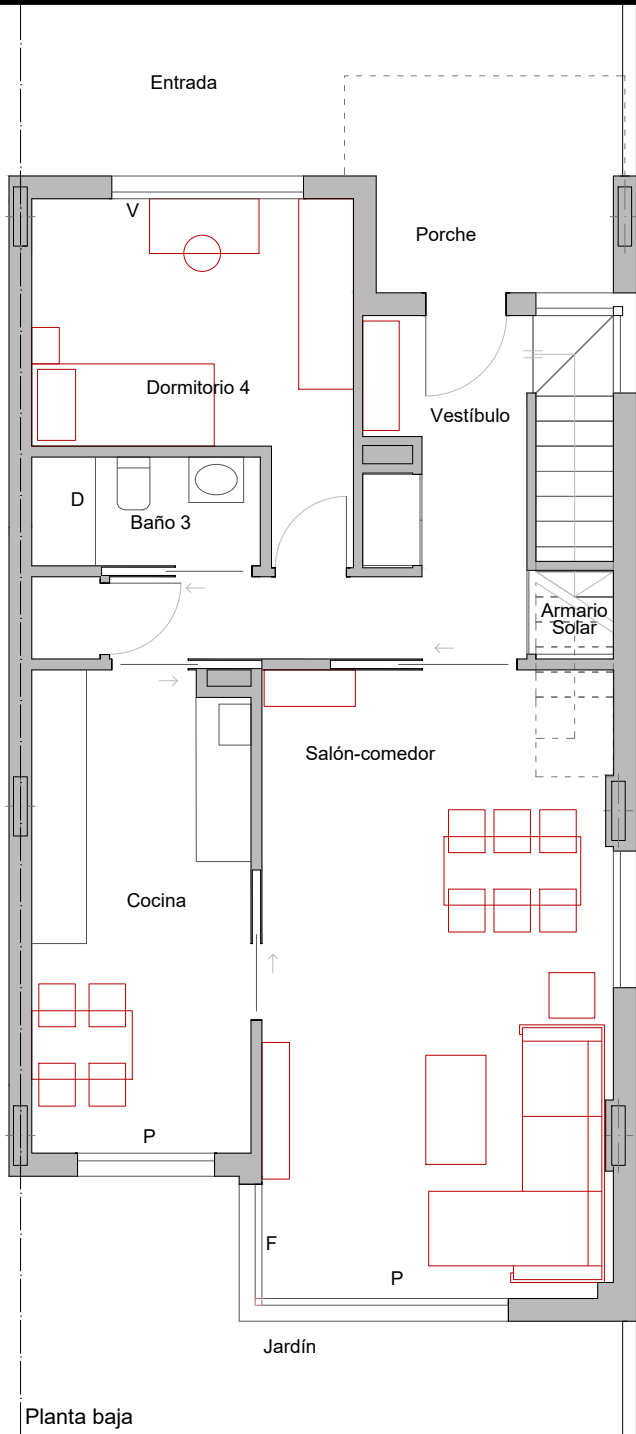 Entrada
V
Porche
Dormitorio 4
Vestíbulo
D
Baño 3
Armario
Solar
Salón-comedor
Cocina
P
F
P
Jardín
Planta baja